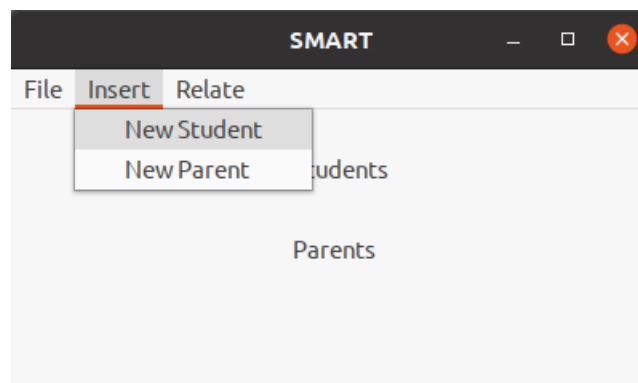 SMART
File Insert Relate
New Student
New Parent
tudents
Parents